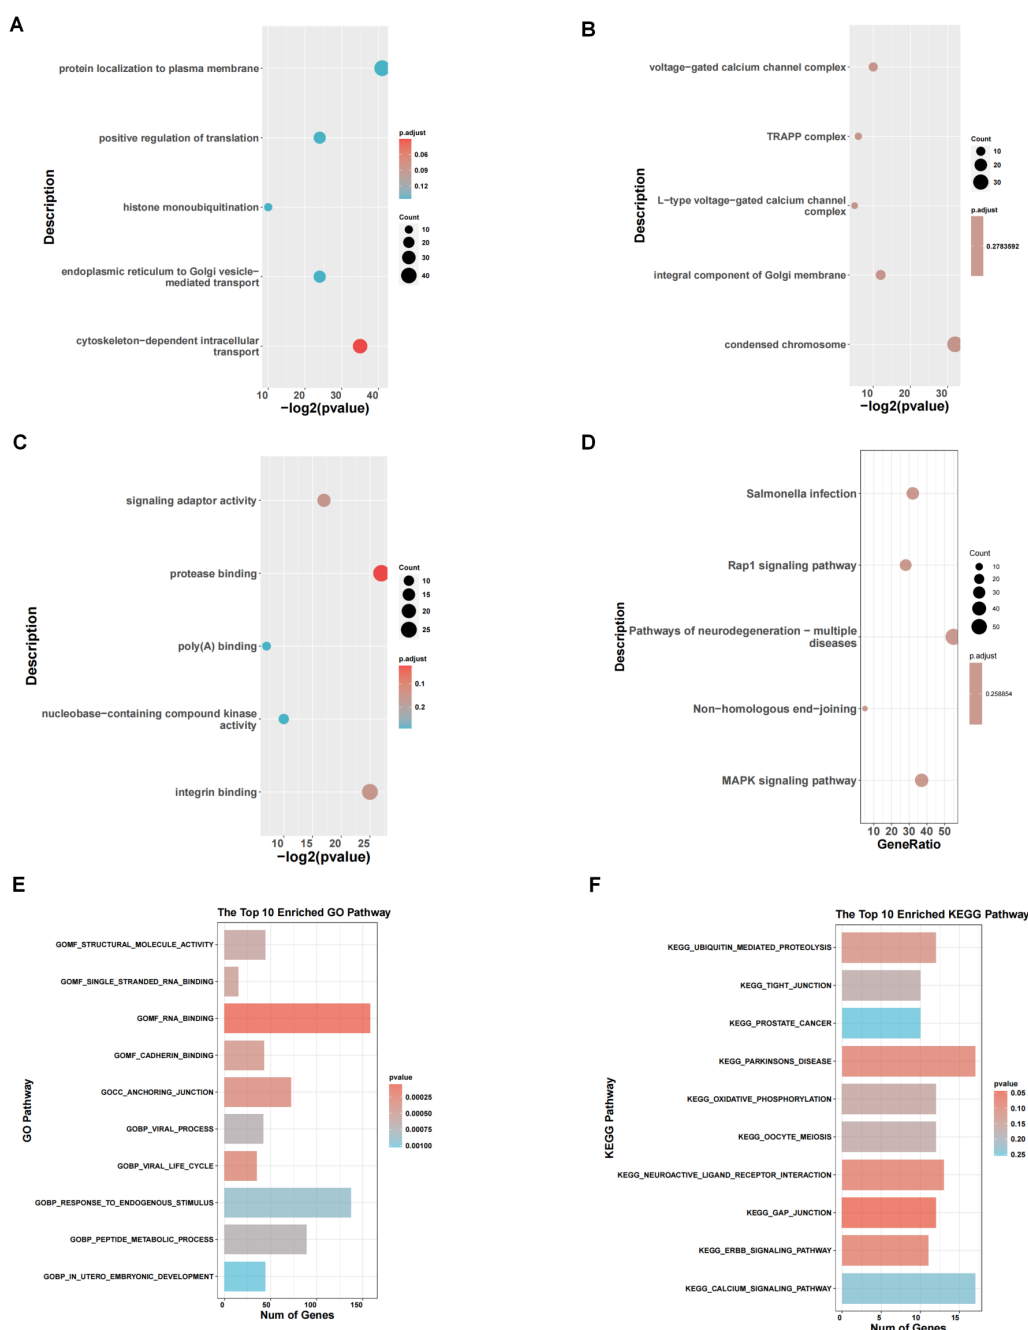 A
protein localization to plasma membrane
positive regulation of translation
histone monoubiquitination
endoplasmic reticulum to Golgi vesicle−
mediated transport
cytoskeleton−dependent intracellular
transport
Description
10 20 30 40
−log2(pvalue)
p.adjust
0.06
0.09
0.12
Count
10
20
30
40
B
voltage−gated calcium channel complex
TRAPP complex
L−type voltage−gated calcium channel
complex
integral component of Golgi membrane
condensed chromosome
Description
10 20 30
−log2(pvalue)
Count
10
20
30
p.adjust
0.2783592
C
signaling adaptor activity
protease binding
poly(A) binding
nucleobase−containing compound kinase
activity
integrin binding
Description
10 15 20 25
−log2(pvalue)
Count
10
15
20
25
p.adjust
0.1
0.2
D
Salmonella infection
Rap1 signaling pathway
Pathways of neurodegeneration − multiple
diseases
Non−homologous end−joining
MAPK signaling pathway
Description
10 20 30 40 50
GeneRatio
Count
10
20
30
40
50
p.adjust
0.258854
E
The Top 10 Enriched GO Pathway
GOMF_STRUCTURAL_MOLECULE_ACTIVITY
GOMF_SINGLE_STRANDED_RNA_BINDING
GOMF_RNA_BINDING
GOMF_CADHERIN_BINDING
GOCC_ANCHORING_JUNCTION
GOBP_VIRAL_PROCESS
GOBP_VIRAL_LIFE_CYCLE
GOBP_RESPONSE_TO_ENDOGENOUS_STIMULUS
GOBP_PEPTIDE_METABOLIC_PROCESS
GOBP_IN_UTERO_EMBRYONIC_DEVELOPMENT
GO Pathway
0 50 100 150
Num of Genes
pvalue
0.00025
0.00050
0.00075
0.00100
F
The Top 10 Enriched KEGG Pathway
KEGG_UBIQUITIN_MEDIATED_PROTEOLYSIS
KEGG_TIGHT_JUNCTION
KEGG_PROSTATE_CANCER
KEGG_PARKINSONS_DISEASE
KEGG_OXIDATIVE_PHOSPHORYLATION
KEGG_OOCYTE_MEIOSIS
KEGG_NEUROACTIVE_LIGAND_RECEPTOR_INTERACTION
KEGG_GAP_JUNCTION
KEGG_ERBB_SIGNALING_PATHWAY
KEGG_CALCIUM_SIGNALING_PATHWAY
KEGG Pathway
0 5 10 15
Num of Genes
pvalue
0.05
0.10
0.15
0.20
0.25